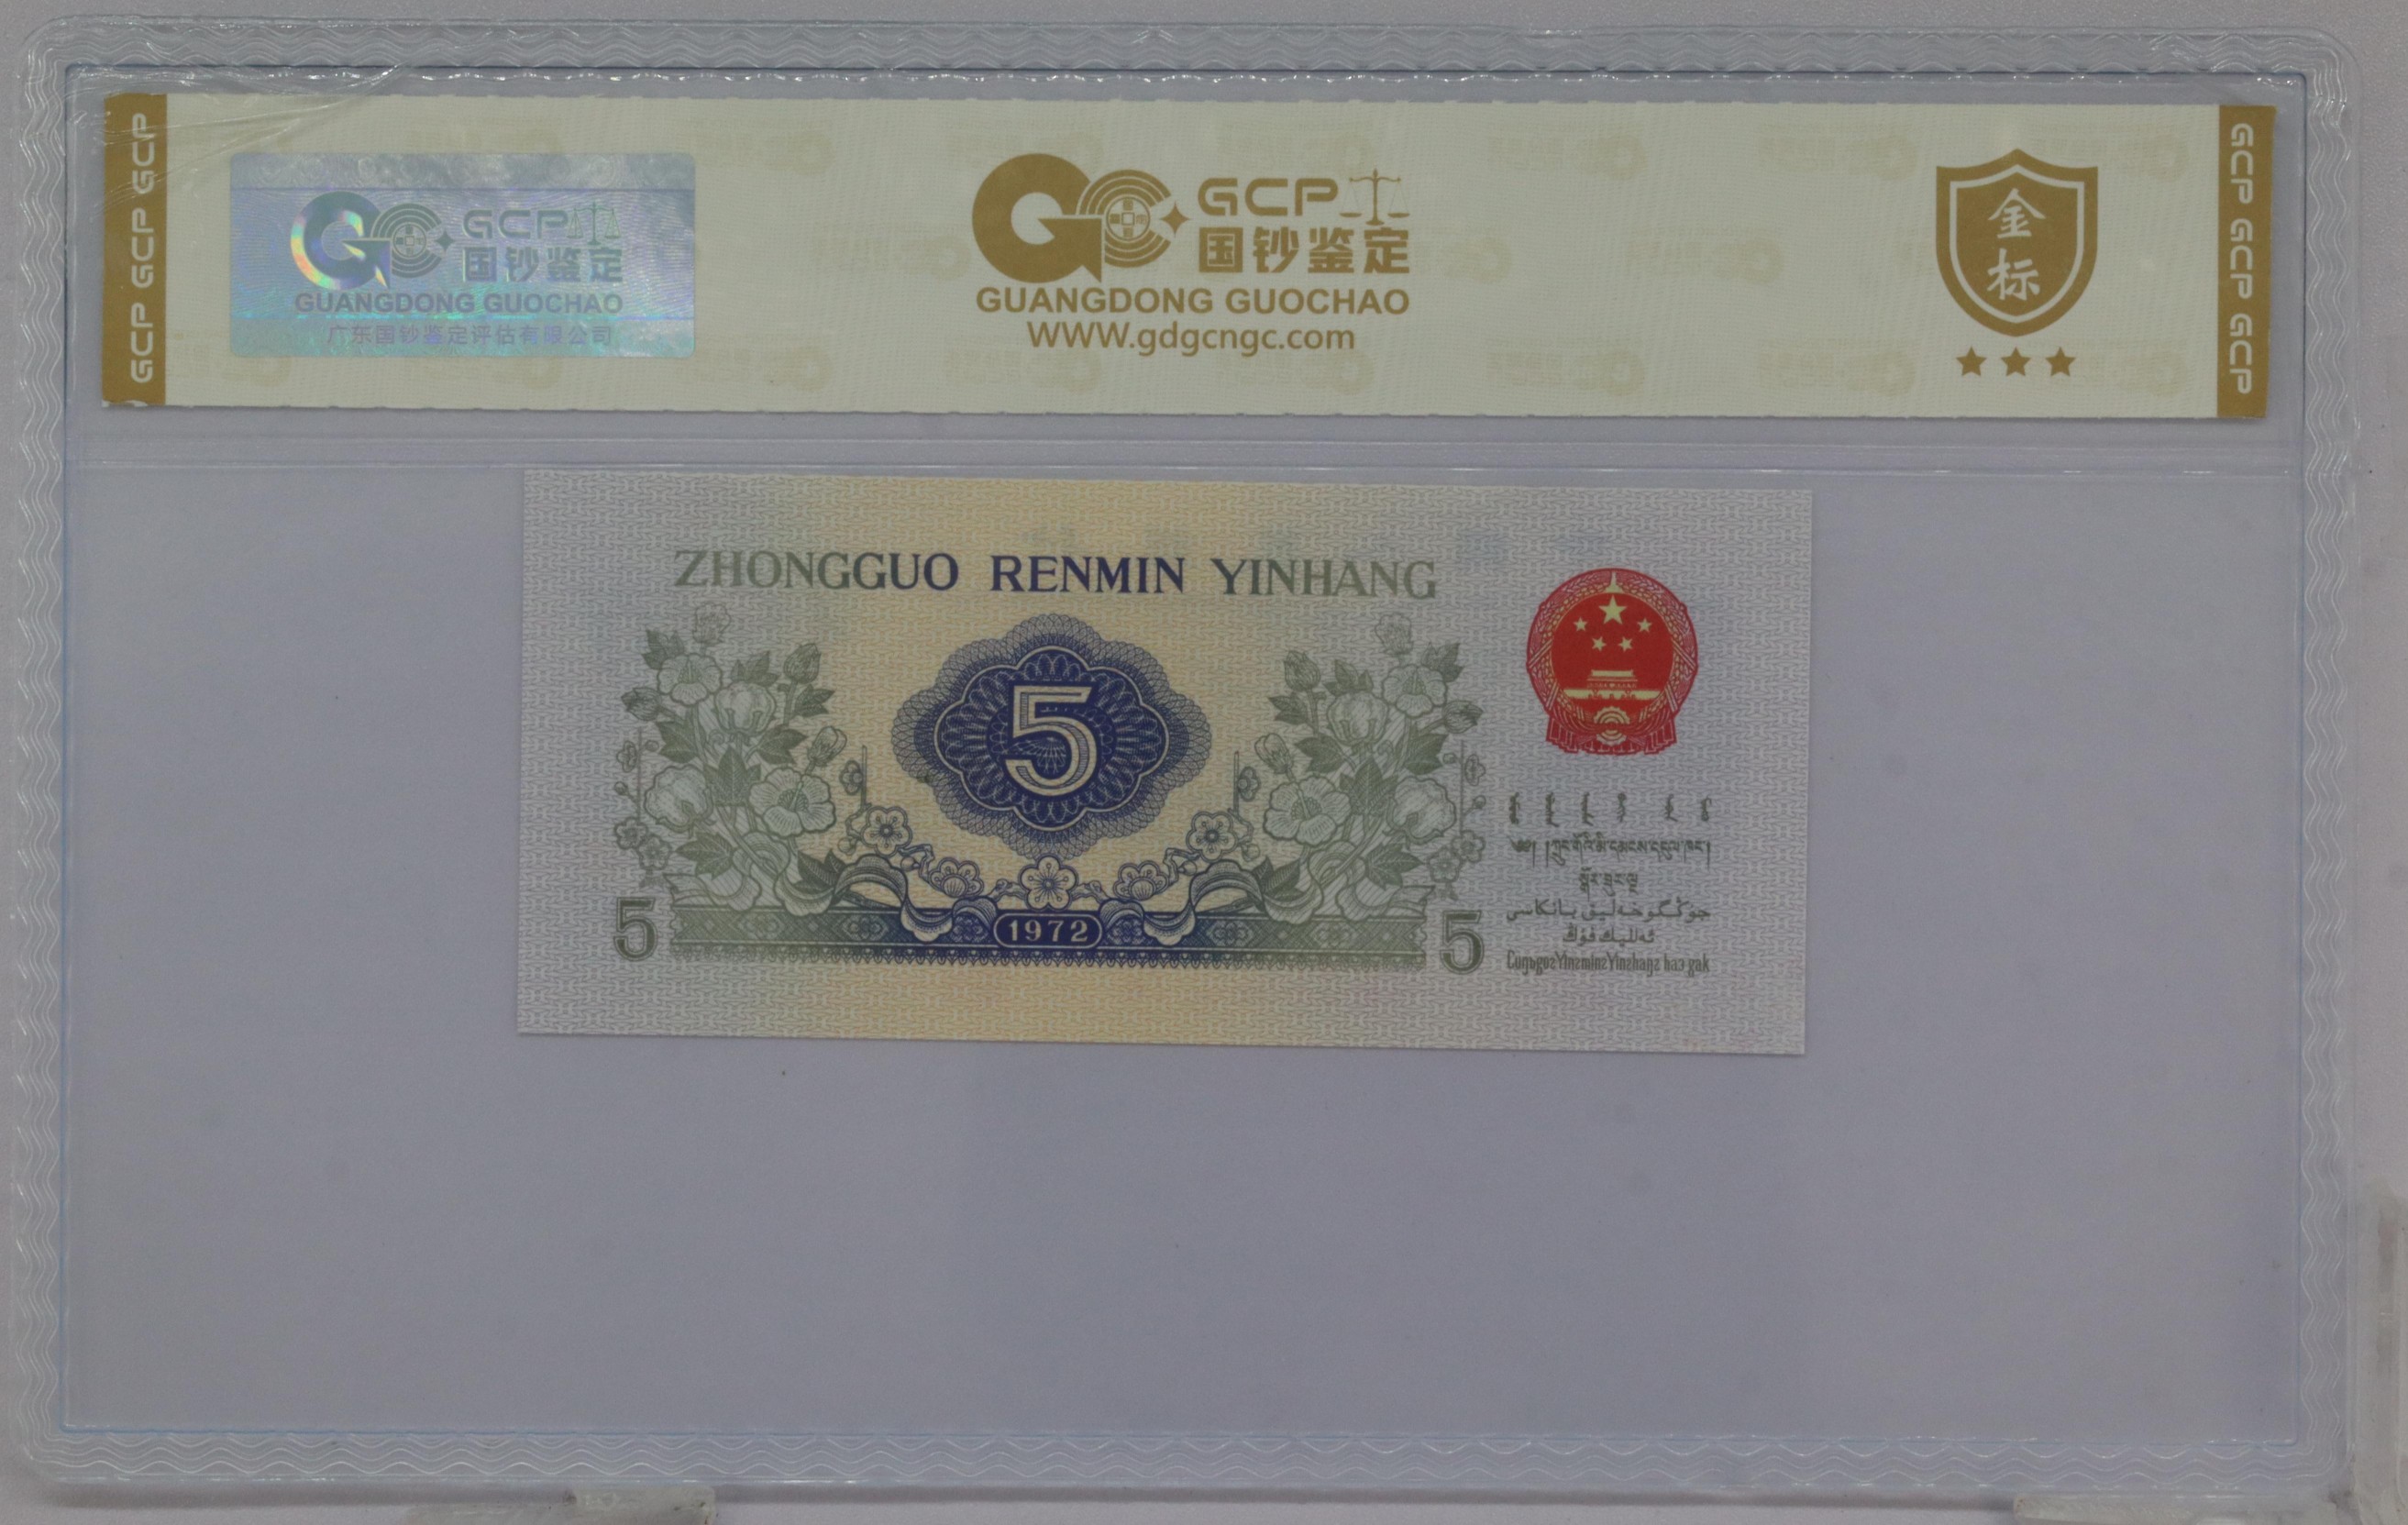 GCP GCP GCP
GCP
国钞鉴定
GUANGDONG GUOCHAO
广东国钞鉴定评估有限公司
GCP
国钞鉴定
GUANGDONG GUOCHAO
WWW.gdgcngc.com
金
标
GCP GCP GCP
ZHONGGUO RENMIN YINHANG
5
1972
5
5
جۇڭگوخەلىق بانكىسى